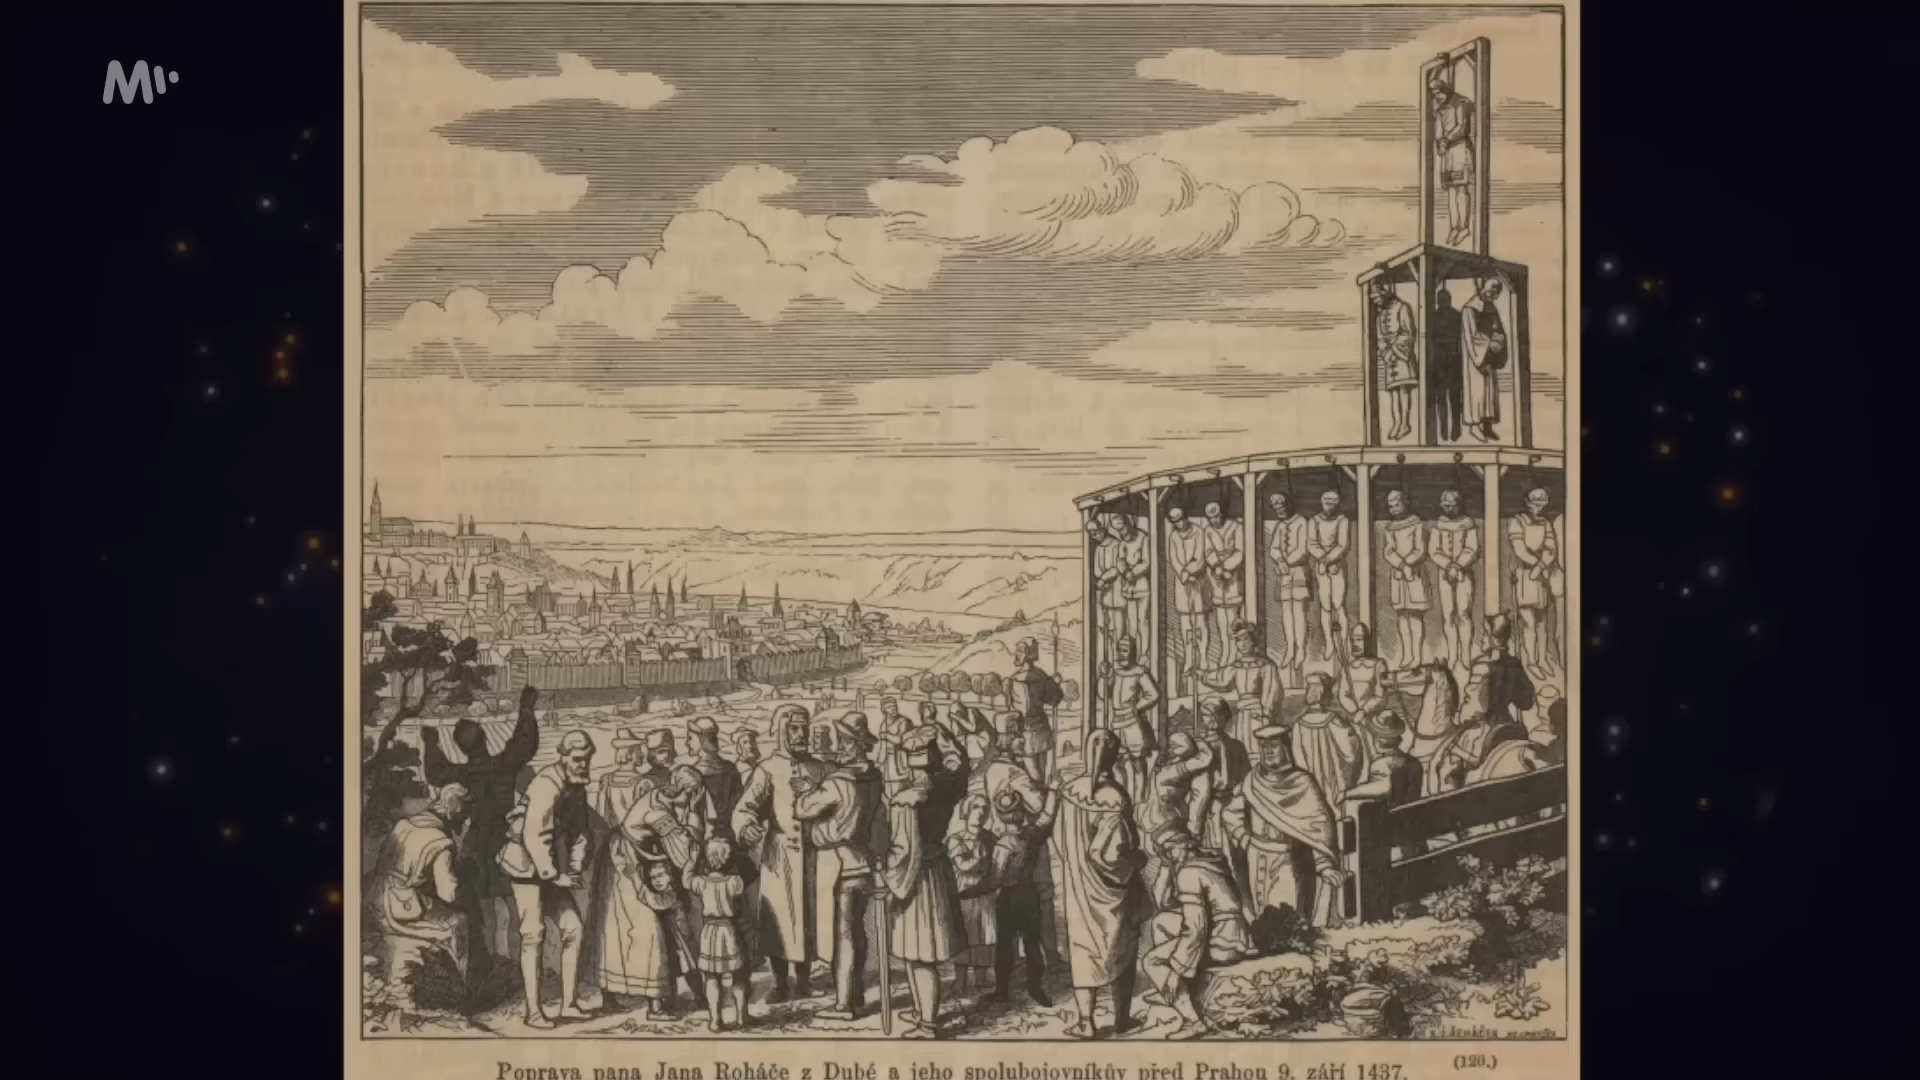 M
Poprava pana Jana Roháče z Dubé a jeho spolubojovníkův před Prahou 9. září 1437.
(120.)